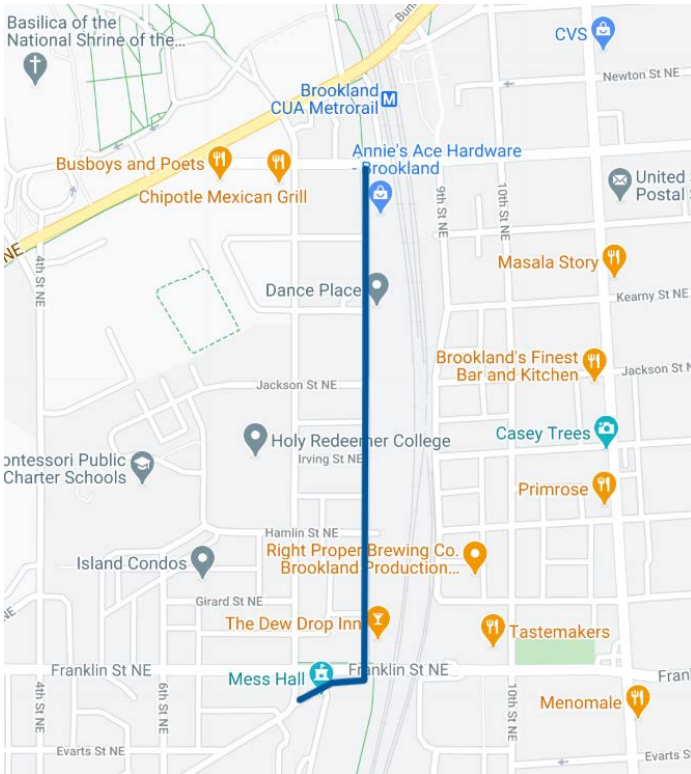 Basilica of the
National Shrine of the...
CVS
Newton St NE
Brookland
CUA Metrorail
M
Annie's Ace Hardware
- Brookland
Busboys and Poets
Chipotle Mexican Grill
United
Postal
NE
4th St NE
9th St NE
10th St NE
Masala Story
Dance Place
Kearny St NE
Brookland's Finest
Bar and Kitchen
Jackson St NE
Jackson St N
Casey Trees
Holy Redeemer College
Irving St NE
ontessori Public
Charter Schools
Primrose
Hamlin St NE
Right Proper Brewing Co.
Brookland Production...
Island Condos
Girard St NE
The Dew Drop Inn
Tastemakers
NE
Franklin St NE
Mess Hall
Franklin St NE
Fran
4th St NE
6th St NE
10th St NE
Menomale
Evarts St NE
Evarts St NE